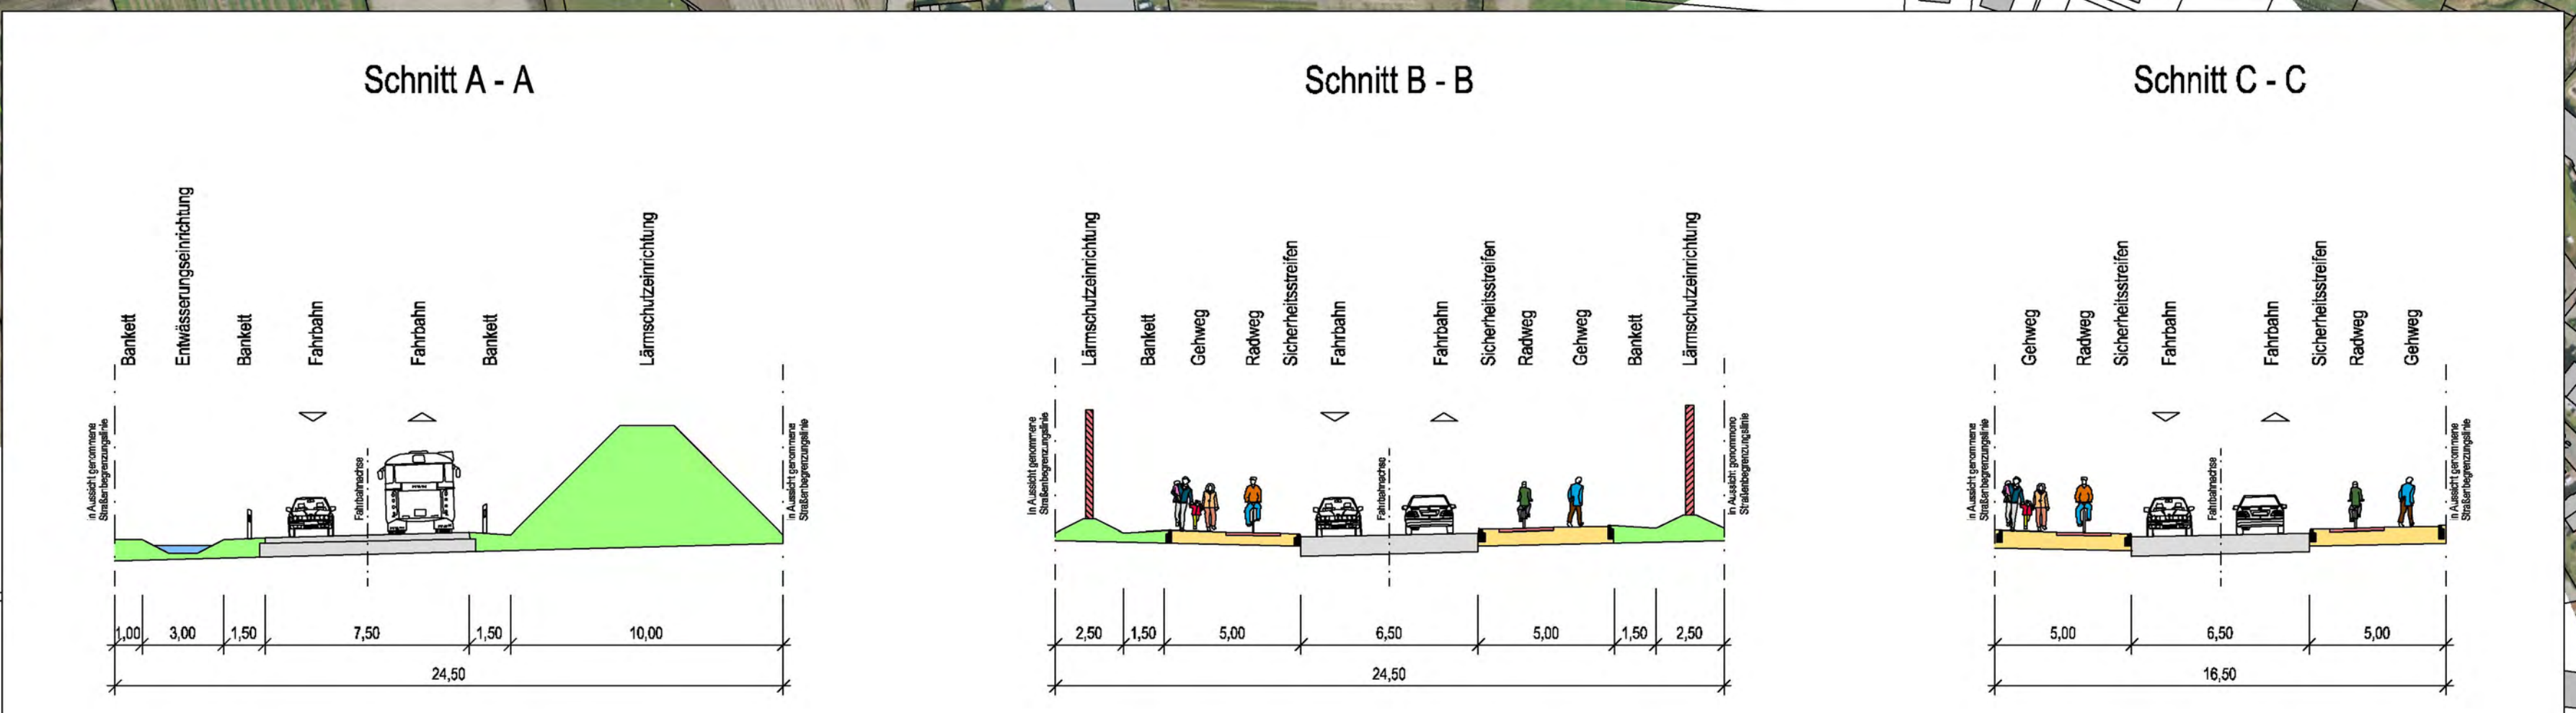 Schnitt A - A
Bankett
Entwässerungseinrichtung
Bankett
Fahrbahn
Fahrbahn
Bankett
Lärmschutzeinrichtung
in Aussicht genommene
Straßenbegrenzungslinie
Fahrbahnachse
in Aussicht genommene
Straßenbegrenzungslinie
1,00
3,00
1,50
7,50
1,50
10,00
24,50
Schnitt B - B
Lärmschutzeinrichtung
Bankett
Gehweg
Radweg
Sicherheitsstreifen
Fahrbahn
Fahrbahn
Sicherheitsstreifen
Radweg
Gehweg
Bankett
Lärmschutzeinrichtung
in Aussicht genommene
Straßenbegrenzungslinie
Fahrbahnachse
in Aussicht genommene
Straßenbegrenzungslinie
2,50
1,50
5,00
6,50
5,00
1,50
2,50
24,50
Schnitt C - C
Gehweg
Radweg
Sicherheitsstreifen
Fahrbahn
Fahrbahn
Sicherheitsstreifen
Radweg
Gehweg
in Aussicht genommene
Straßenbegrenzungslinie
Fahrbahnachse
in Aussicht genommene
Straßenbegrenzungslinie
5,00
6,50
5,00
16,50